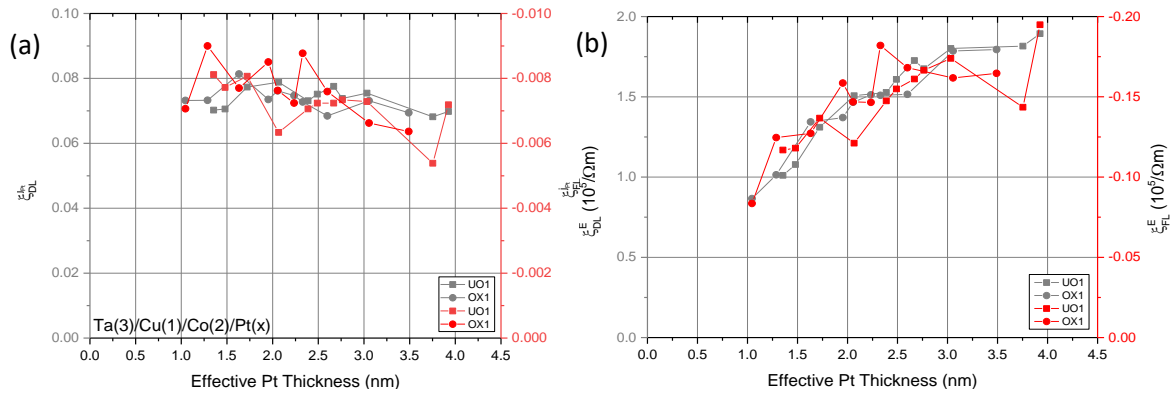 (a)
0.10
0.08
0.06
0.04
0.02
0.00
-0.010
-0.008
-0.006
-0.004
-0.002
0.000
UO1
OX1
UO1
OX1
Ta(3)/Cu(1)/Co(2)/Pt(x)
0.0 0.5 1.0 1.5 2.0 2.5 3.0 3.5 4.0 4.5
Effective Pt Thickness (nm)
(b)
2.0
1.5
1.0
0.5
0.0
ξ^E_DL (10^5/Ωm)
-0.20
-0.15
-0.10
-0.05
0.00
ξ^E_FL (10^5/Ωm)
UO1
OX1
UO1
OX1
0.0 0.5 1.0 1.5 2.0 2.5 3.0 3.5 4.0 4.5
Effective Pt Thickness (nm)